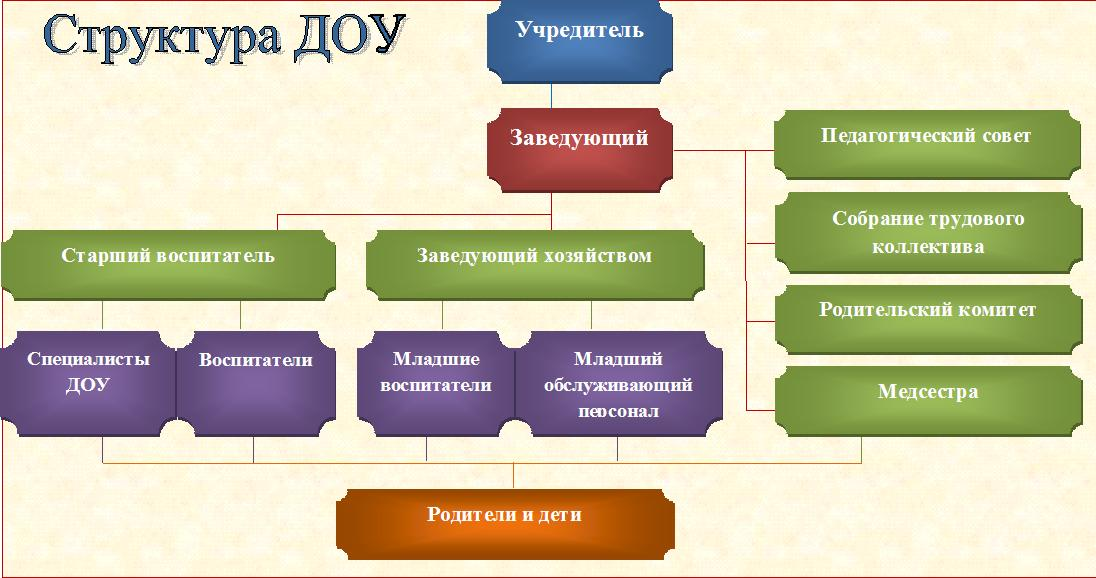 Структура ДОУ
Учредитель
Заведующий
Педагогический совет
Собрание трудового
коллектива
Родительский комитет
Медсестра
Старший воспитатель
Заведующий хозяйством
Специалисты
ДОУ
Воспитатели
Младшие
воспитатели
Младший
обслуживающий
персонал
Родители и дети